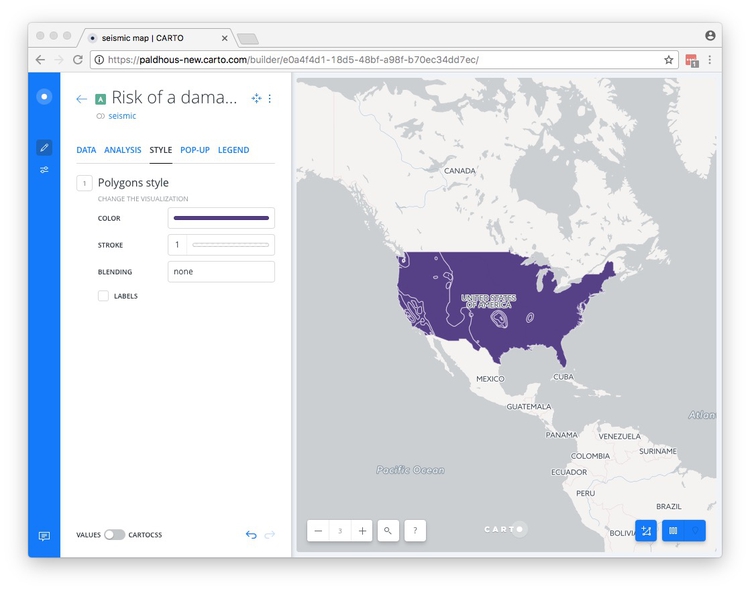 seismic map | CARTO
https://paldhous-new.carto.com/builder/e0a4f4d1-18d5-48bf-a98f-b70ec34dd7ec/
1
A Risk of a dama...
seismic
DATA ANALYSIS STYLE POP-UP LEGEND
1 Polygons style
CHANGE THE VISUALIZATION
COLOR
STROKE 1
BLENDING none
LABELS
VALUES CARTOCSS
CANADA
UNITED STATES
OF AMERICA
MEXICO
CUBA
GUATEMALA
PANAMA
VENEZUELA
COLOMBIA
SURINAME
ECUADOR
PERU
BRAZIL
BOLIVIA
Atlan
Pacific Ocean
3
?
CARTO